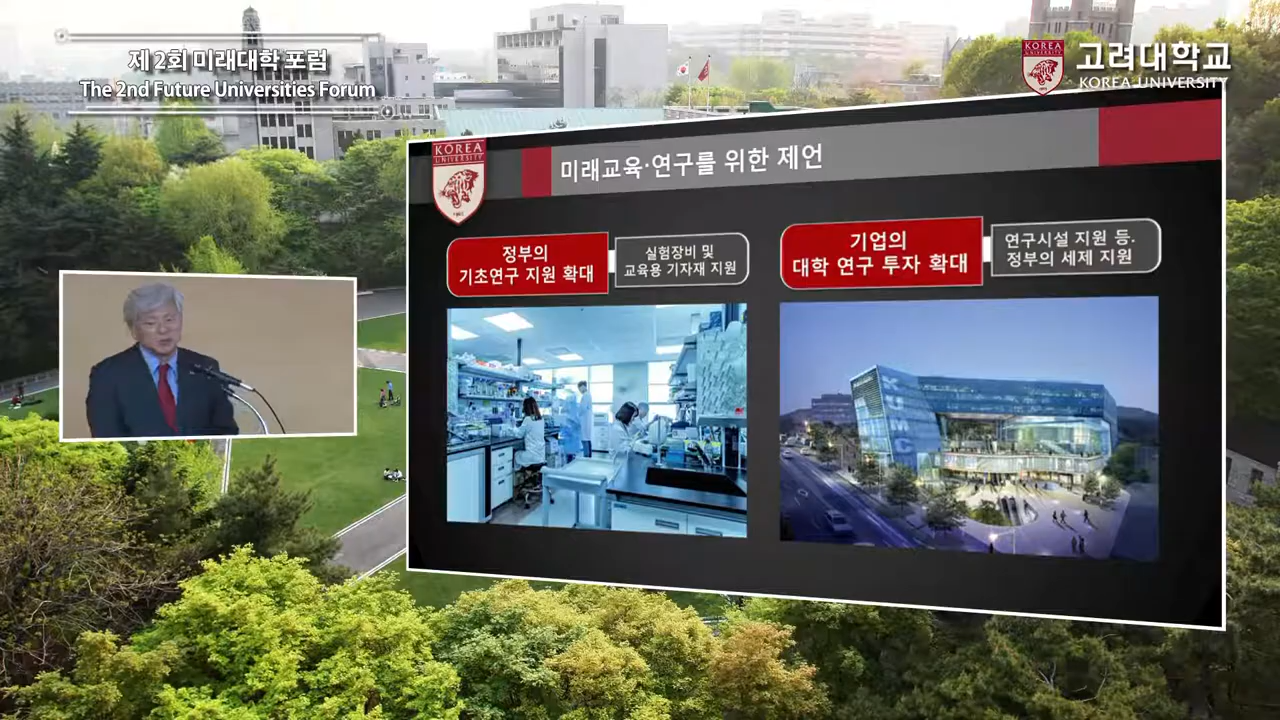 제 2회 미래대학 포럼
The 2nd Future Universities Forum
KOREA
UNIVERSITY
고려대학교
KOREA UNIVERSITY
KOREA
UNIVERSITY
미래교육·연구를 위한 제언
정부의
기초연구 지원 확대
실험장비 및
교육용 기자재 지원
기업의
대학 연구 투자 확대
연구시설 지원 등.
정부의 세제 지원